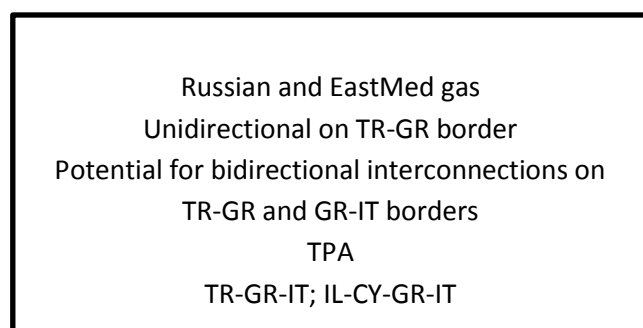 Russian and EastMed gas
Unidirectional on TR-GR border
Potential for bidirectional interconnections on
TR-GR and GR-IT borders
TPA
TR-GR-IT; IL-CY-GR-IT